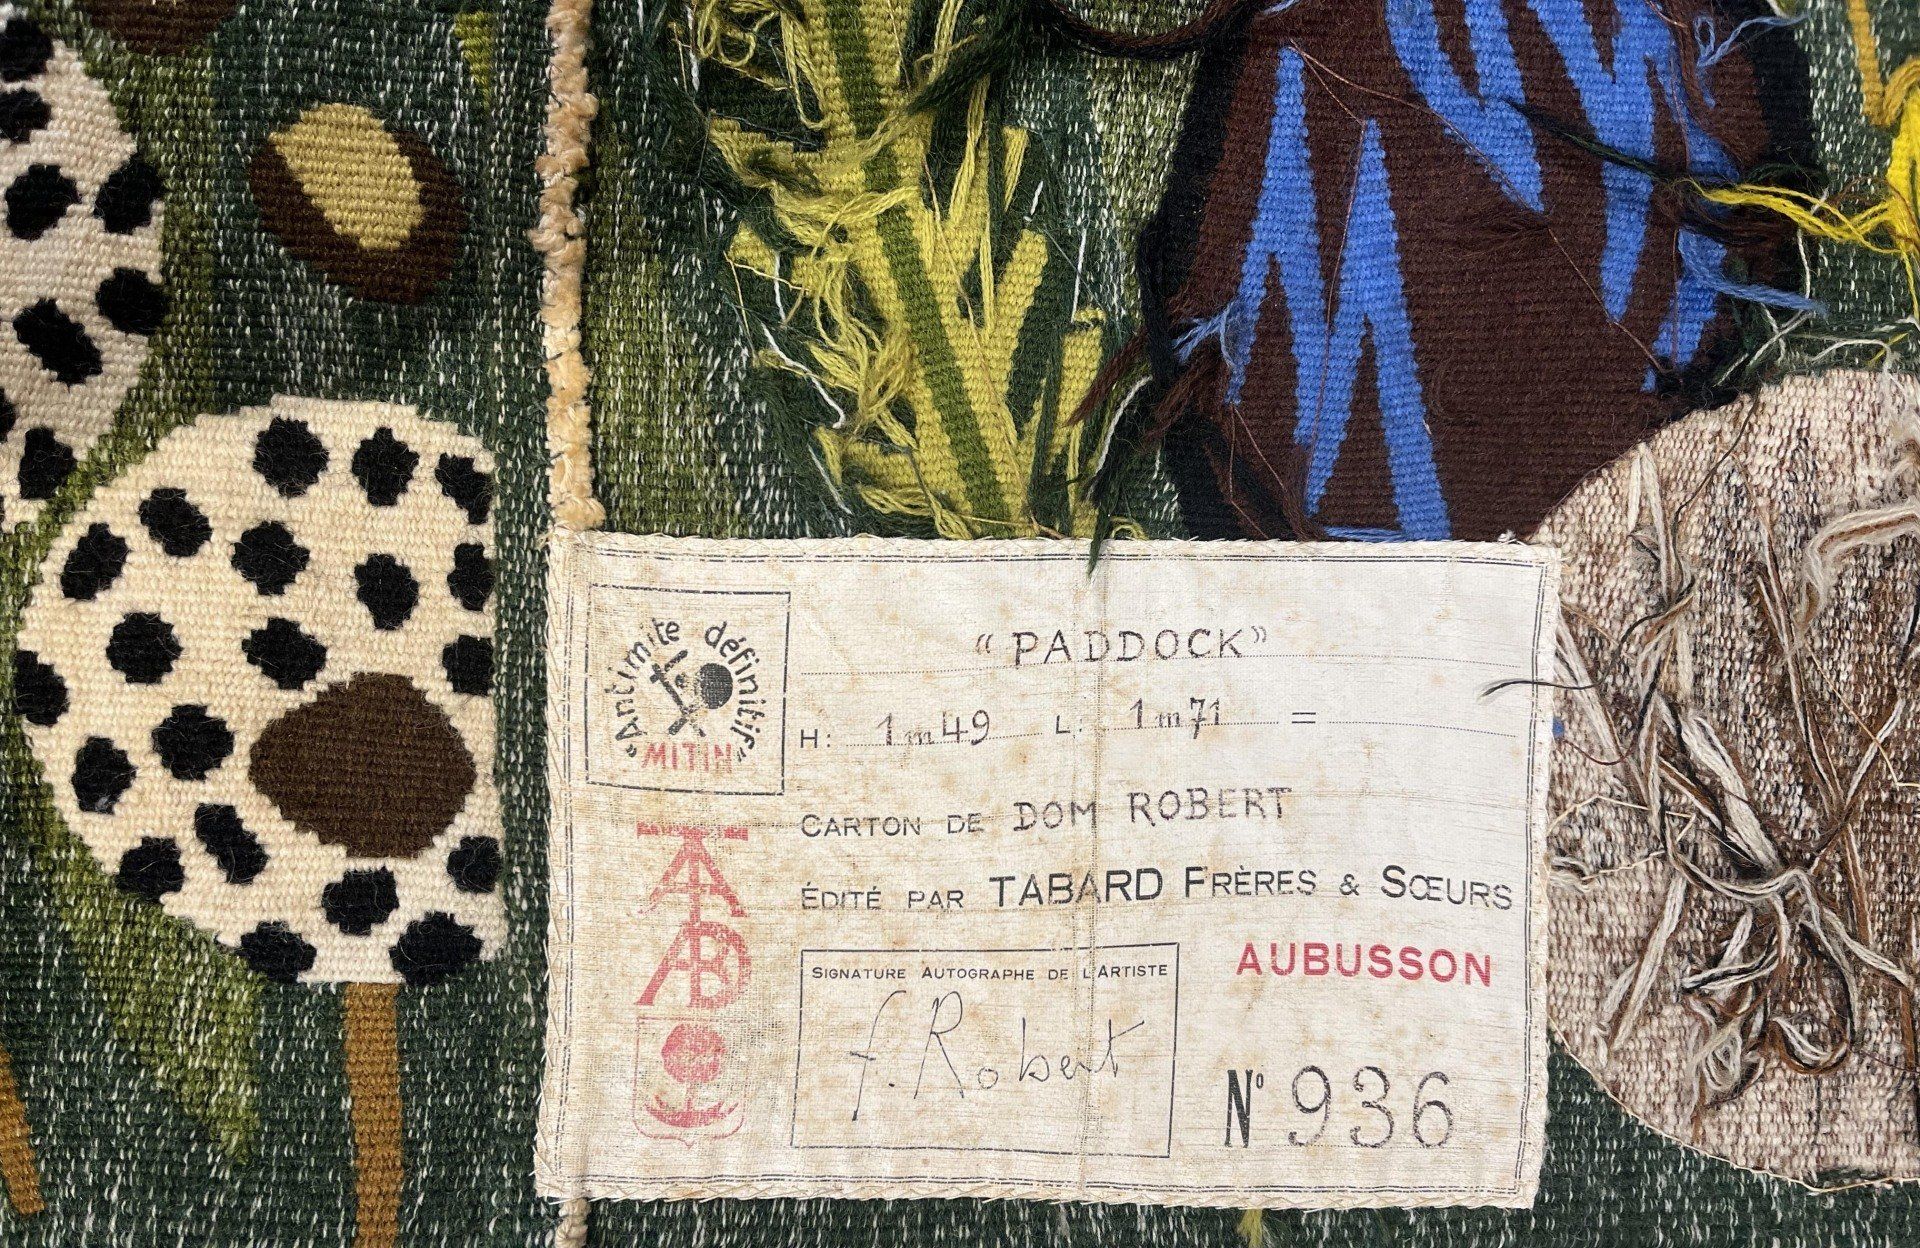 "Antimite définitif"
MITIN
"PADDOCK"
H: 1m49 L: 1m71 =
CARTON DE DOM ROBERT
ÉDITÉ PAR TABARD FRÈRES & SŒURS
AUBUSSON
TABARD
SIGNATURE AUTOGRAPHE DE L'ARTISTE
f. Robert
N° 936